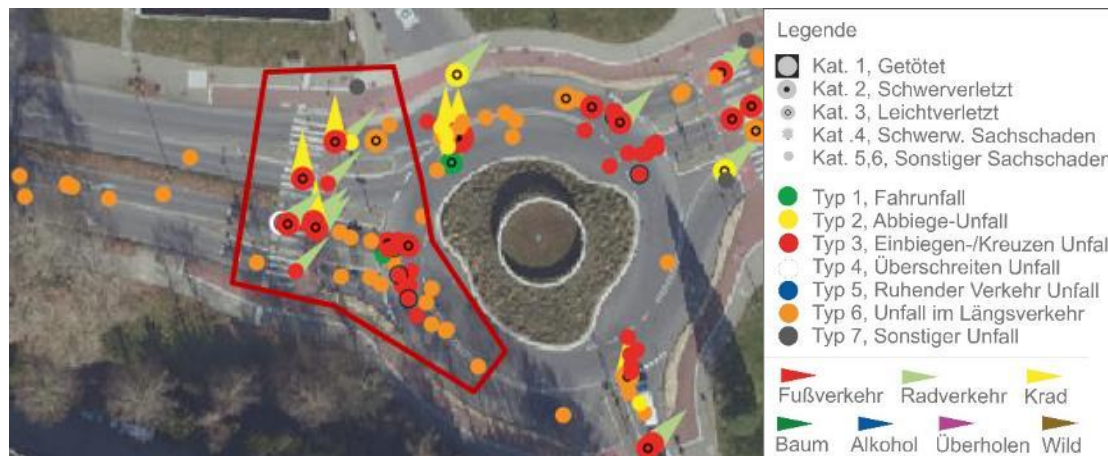 Legende
Kat. 1, Getötet
Kat. 2, Schwerverletzt
Kat. 3, Leichtverletzt
Kat. 4, Schwerw. Sachschaden
Kat. 5,6, Sonstiger Sachschaden
Typ 1, Fahrunfall
Typ 2, Abbiege-Unfall
Typ 3, Einbiegen-/Kreuzen Unfall
Typ 4, Überschreiten Unfall
Typ 5, Ruhender Verkehr Unfall
Typ 6, Unfall im Längsverkehr
Typ 7, Sonstiger Unfall
Fußverkehr Radverkehr Krad
Baum Alkohol Überholen Wild